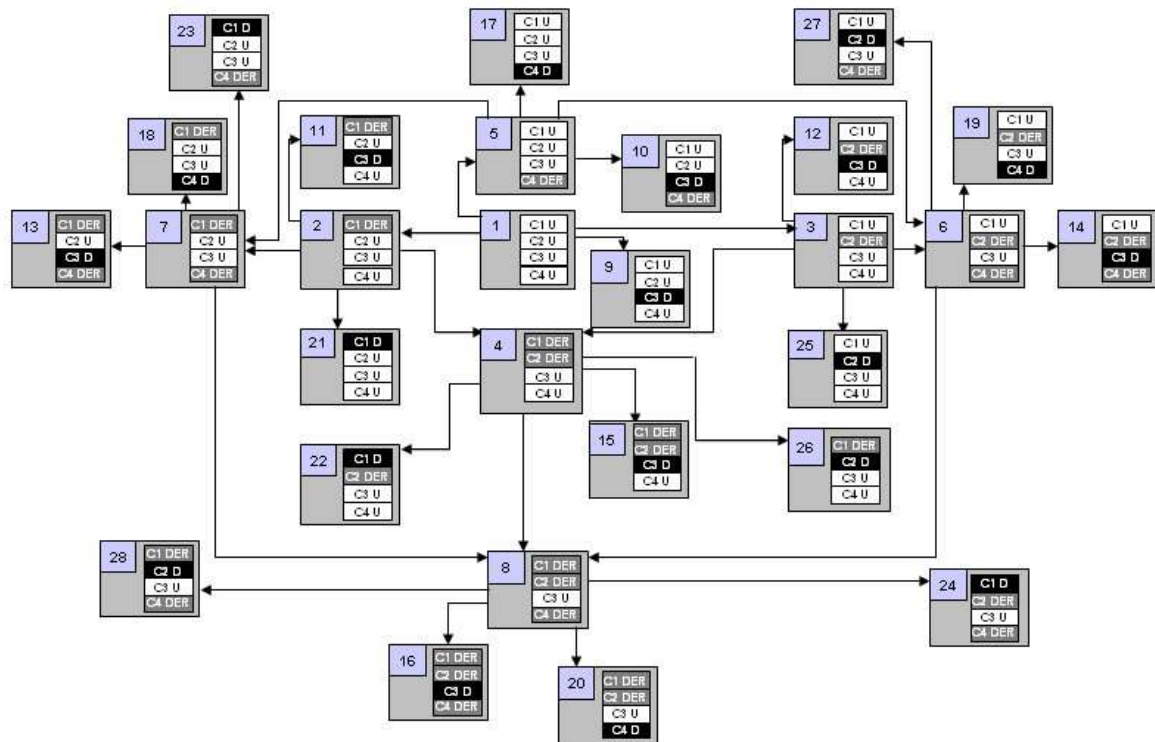 23
C1 D
C2 U
C3 U
C4 DER
17
C1 U
C2 U
C3 U
C4 D
27
C1 U
C2 D
C3 U
C4 DER
18
C1 DER
C2 U
C3 U
C4 D
11
C1 DER
C2 U
C3 D
C4 U
5
C1 U
C2 U
C3 U
C4 DER
10
C1 U
C2 U
C3 D
C4 DER
12
C1 U
C2 DER
C3 D
C4 U
19
C1 U
C2 DER
C3 U
C4 D
13
C1 DER
C2 U
C3 D
C4 DER
7
C1 DER
C2 U
C3 U
C4 DER
2
C1 DER
C2 U
C3 U
C4 U
1
C1 U
C2 U
C3 U
C4 U
9
C1 U
C2 U
C3 D
C4 U
3
C1 U
C2 DER
C3 U
C4 U
6
C1 U
C2 DER
C3 U
C4 DER
14
C1 U
C2 DER
C3 D
C4 DER
21
C1 D
C2 U
C3 U
C4 U
4
C1 DER
C2 DER
C3 U
C4 U
25
C1 U
C2 D
C3 U
C4 U
22
C1 D
C2 DER
C3 U
C4 U
15
C1 DER
C2 DER
C3 D
C4 U
26
C1 DER
C2 D
C3 U
C4 U
28
C1 DER
C2 D
C3 U
C4 DER
8
C1 DER
C2 DER
C3 U
C4 DER
24
C1 D
C2 DER
C3 U
C4 DER
16
C1 DER
C2 DER
C3 D
C4 DER
20
C1 DER
C2 DER
C3 U
C4 D